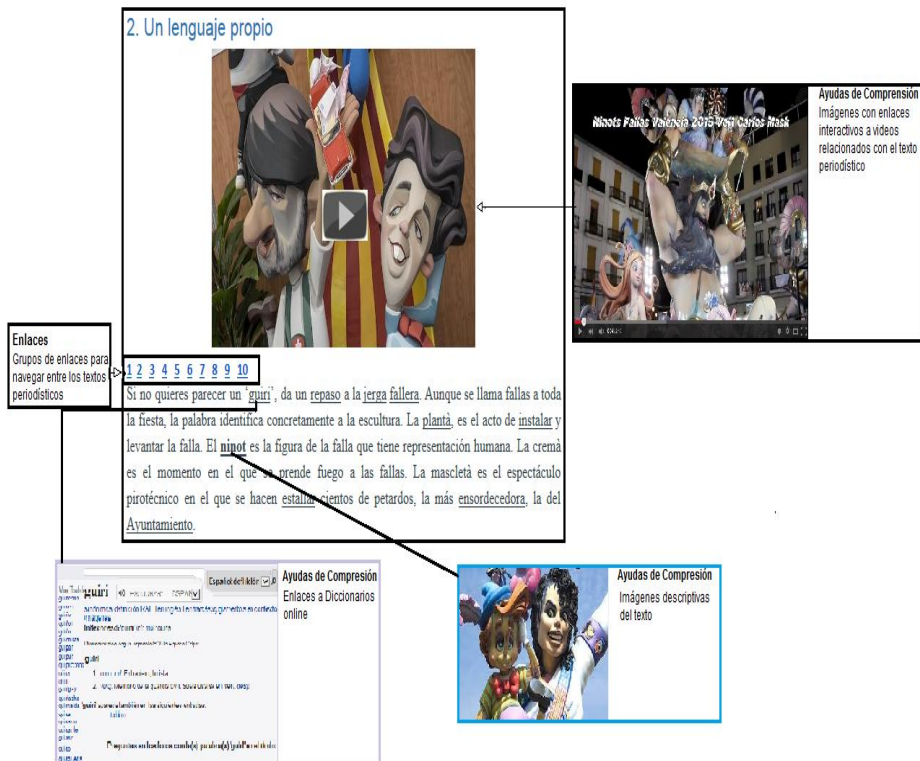 2. Un lenguaje propio
Ninots Fallas Valencia 2015 Carlos Mask
Ayudas de Comprensión
Imágenes con enlaces
interactivos a videos
relacionados con el texto
periodístico
Enlaces
Grupos de enlaces para
navegar entre los textos
periodísticos
1 2 3 4 5 6 7 8 9 10
Si no quieres parecer un 'guiri', da un repaso a la jerga fallera. Aunque se llama fallas a toda
la fiesta, la palabra identifica concretamente a la escultura. La plantà, es el acto de instalar y
levantar la falla. El ninot es la figura de la falla que tiene representación humana. La cremà
es el momento en el que se prende fuego a las fallas. La mascletà es el espectáculo
pirotécnico en el que se hacen estallar cientos de petardos, la más ensordecedora, la del
Ayuntamiento.
guiri
Español definición
guiri
Ayudas de Compresión
Enlaces a Diccionarios
online
Ayudas de Compresión
Imágenes descriptivas
del texto